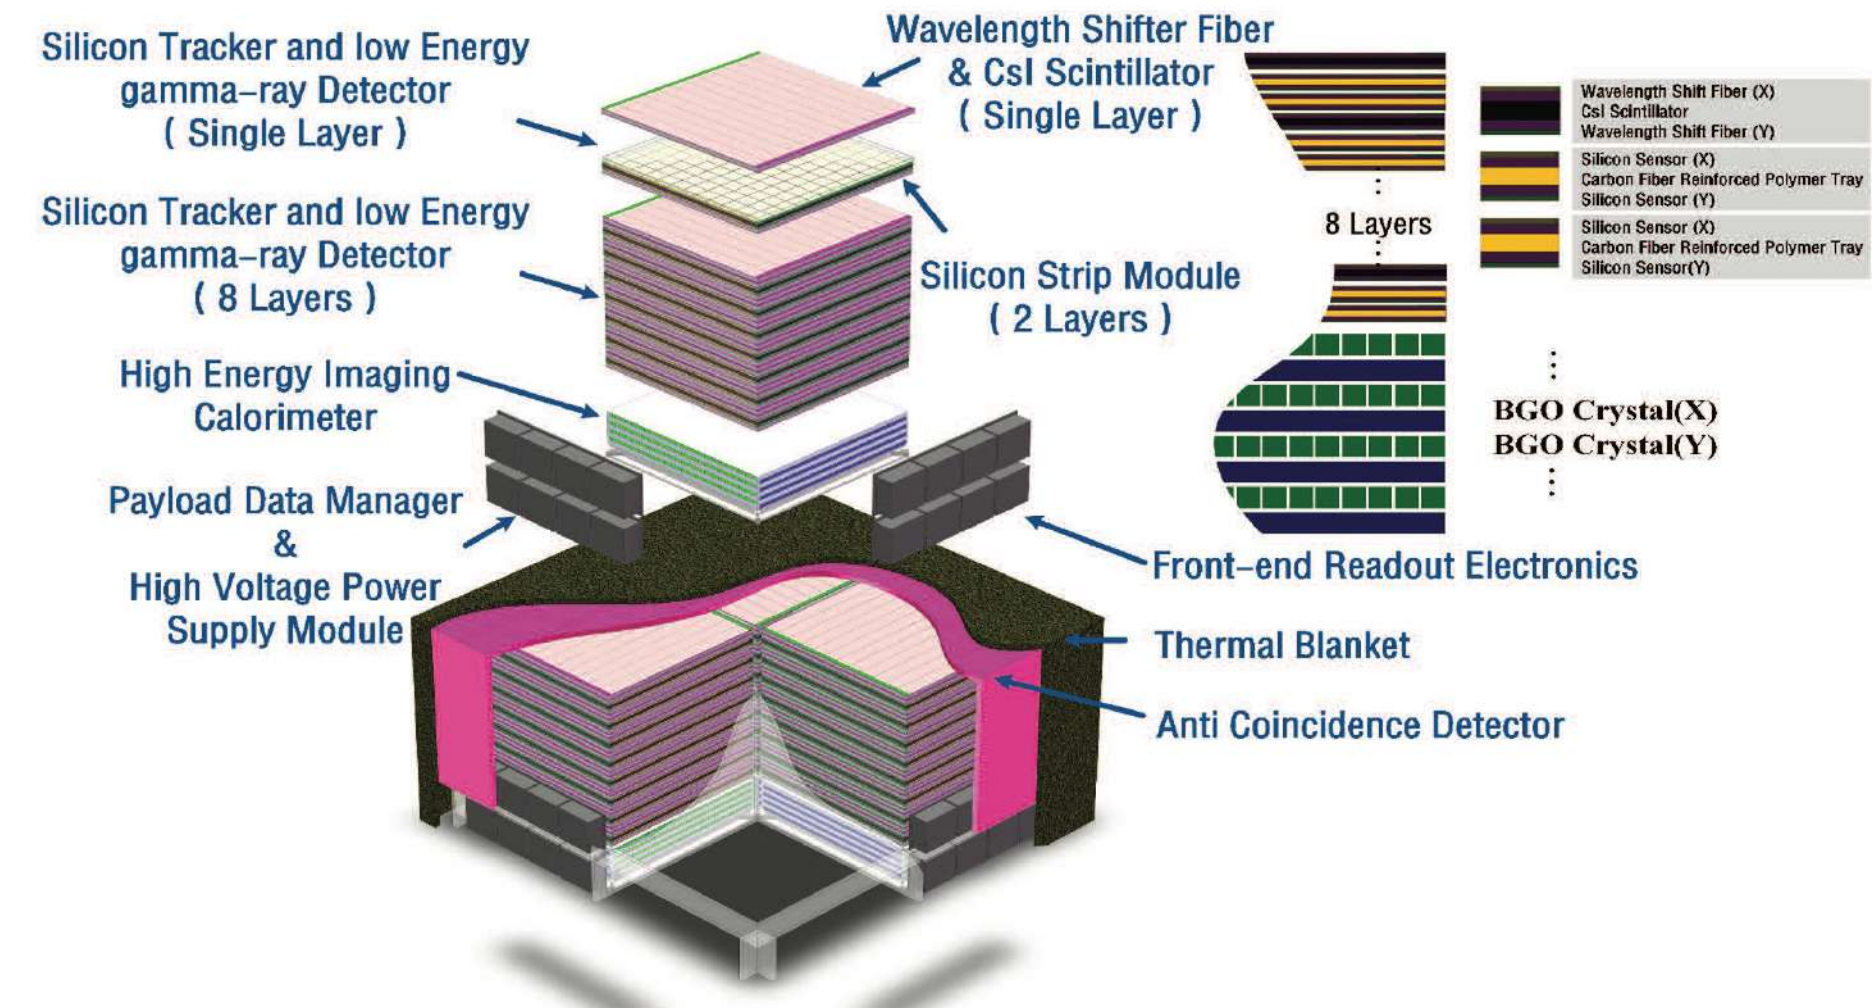 Silicon Tracker and low Energy
gamma-ray Detector
( Single Layer )
Wavelength Shifter Fiber
& CsI Scintillator
( Single Layer )
Silicon Tracker and low Energy
gamma-ray Detector
( 8 Layers )
Silicon Strip Module
( 2 Layers )
High Energy Imaging
Calorimeter
Payload Data Manager
&
High Voltage Power
Supply Module
Front-end Readout Electronics
Thermal Blanket
Anti Coincidence Detector
8 Layers
Wavelength Shift Fiber (X)
CsI Scintillator
Wavelength Shift Fiber (Y)
Silicon Sensor (X)
Carbon Fiber Reinforced Polymer Tray
Silicon Sensor (Y)
Silicon Sensor (X)
Carbon Fiber Reinforced Polymer Tray
Silicon Sensor(Y)
BGO Crystal(X)
BGO Crystal(Y)